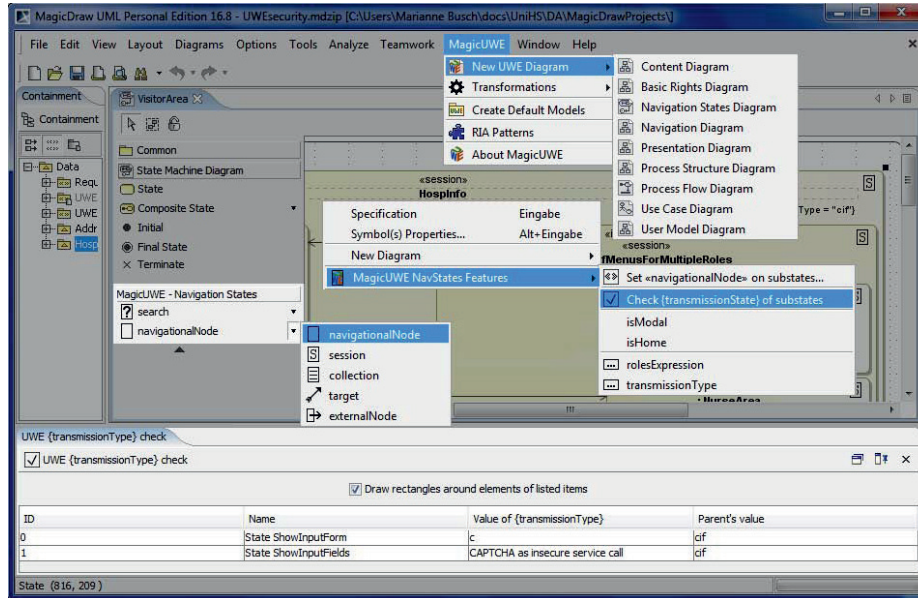 MagicDraw UML Personal Edition 16.8 - UWEsecurity.mdzip [C:\Users\Marianne Busch\docs\UniHS\DA\MagicDrawProjects\]
File Edit View Layout Diagrams Options Tools Analyze Teamwork MagicUWE Window Help
New UWE Diagram
Transformations
Create Default Models
RIA Patterns
About MagicUWE
Content Diagram
Basic Rights Diagram
Navigation States Diagram
Navigation Diagram
Presentation Diagram
Process Structure Diagram
Process Flow Diagram
Use Case Diagram
User Model Diagram
Containment
Containment
Data
Requ
UWE
UWE
Addr
Hosp
VisitorArea
Common
State Machine Diagram
State
Composite State
Initial
Final State
Terminate
MagicUWE - Navigation States
search
navigationalNode
navigationalNode
session
collection
target
externalNode
«session»
HospInfo
Type = "cif"}
S
S
«session»
fMenusForMultipleRoles
Specification Eingabe
Symbol(s) Properties... Alt+Eingabe
New Diagram
MagicUWE NavStates Features
Set «navigationalNode» on substates...
Check {transmissionState} of substates
isModal
isHome
rolesExpression
transmissionType
: NurseArea
UWE {transmissionType} check
UWE {transmissionType} check
Draw rectangles around elements of listed items
ID Name Value of {transmissionType} Parent's value
0 State ShowInputForm c cif
1 State ShowInputFields CAPTCHA as insecure service call cif
State (816, 209 )